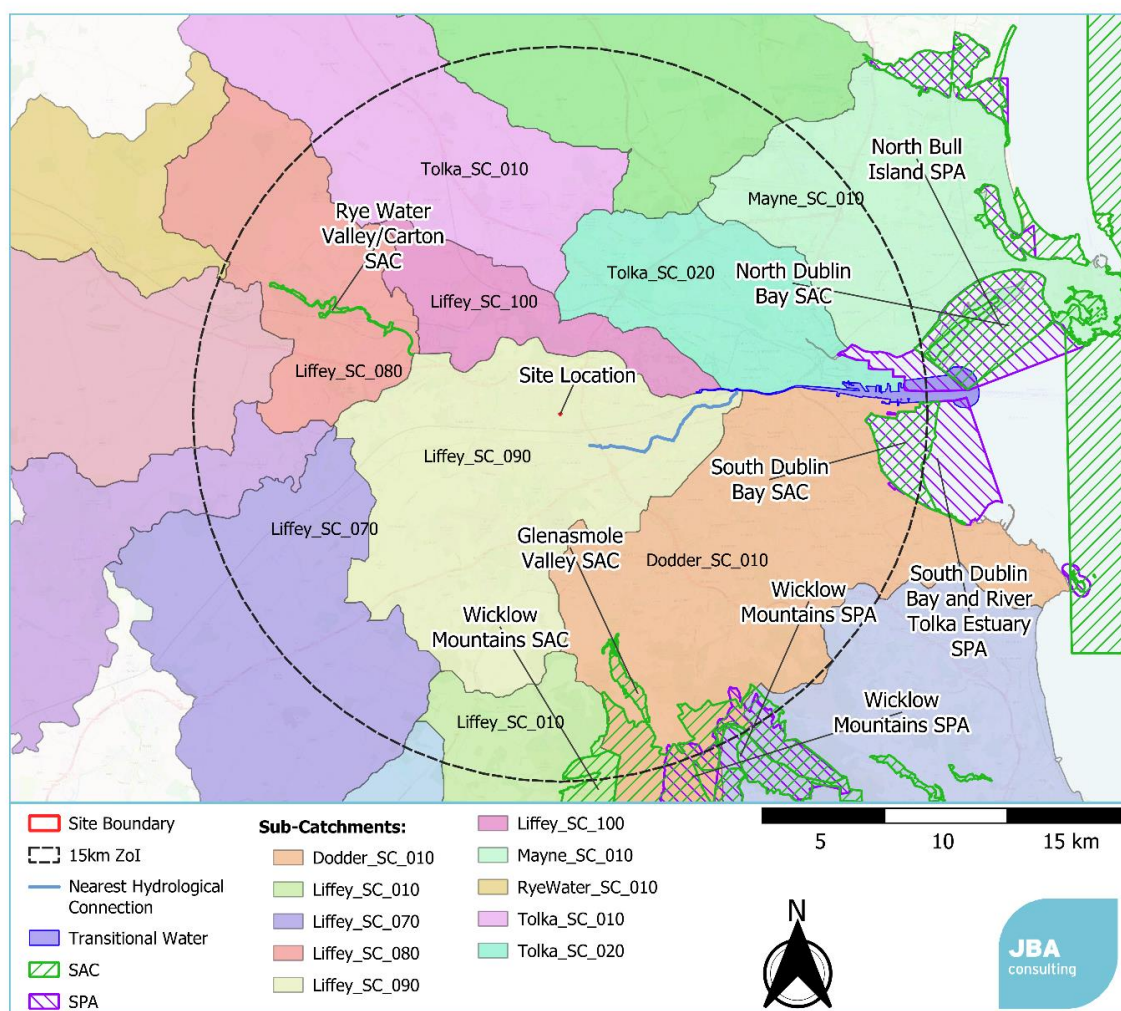 North Bull
Island SPA
Tolka_SC_010
Mayne_SC_010
Rye Water
Valley/Carton
SAC
Tolka_SC_020
North Dublin
Bay SAC
Liffey_SC_100
Liffey_SC_080
Site Location
Liffey_SC_090
South Dublin
Bay SAC
Liffey_SC_070
Glenasmole
Valley SAC
Dodder_SC_010
Wicklow
Mountains SPA
South Dublin
Bay and River
Tolka Estuary
SPA
Wicklow
Mountains SAC
Wicklow
Mountains SPA
Liffey_SC_010
Site Boundary
15km ZoI
Nearest Hydrological
Connection
Transitional Water
SAC
SPA
Sub-Catchments:
Dodder_SC_010
Liffey_SC_010
Liffey_SC_070
Liffey_SC_080
Liffey_SC_090
Liffey_SC_100
Mayne_SC_010
RyeWater_SC_010
Tolka_SC_010
Tolka_SC_020
5 10 15 km
N
JBA
consulting